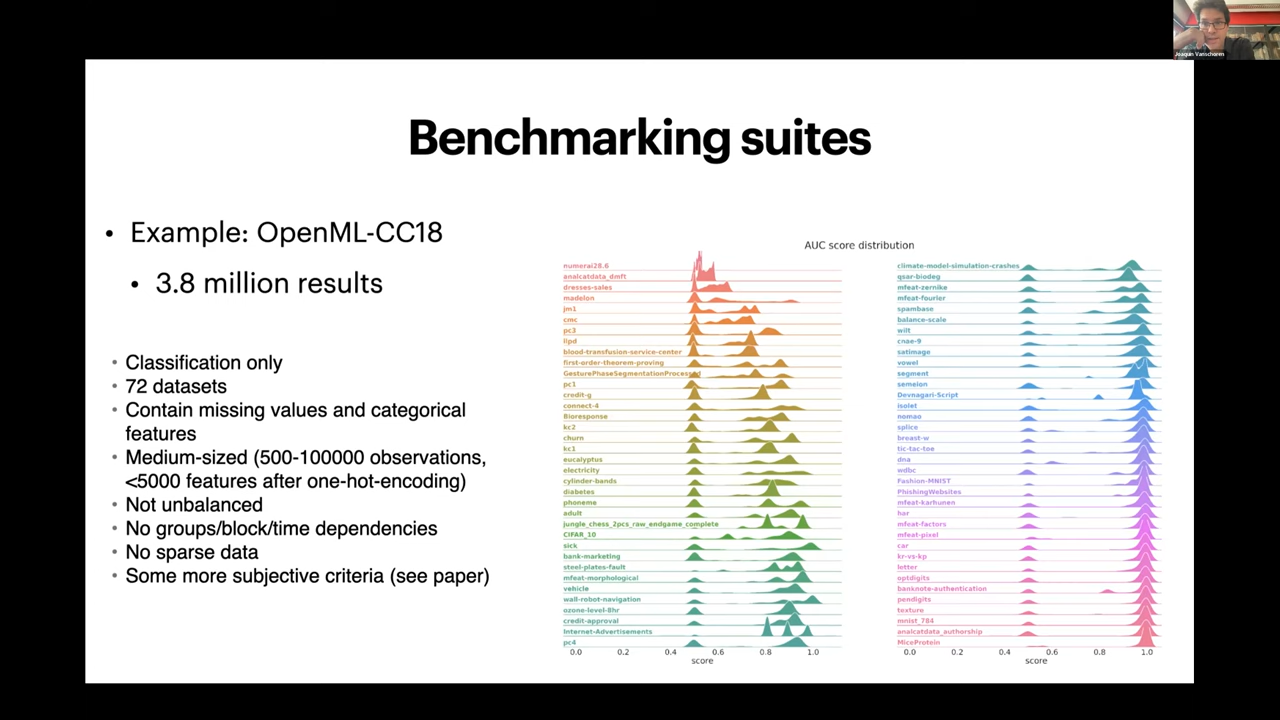 Joaquin Vanschoren
Benchmarking suites
• Example: OpenML-CC18
• 3.8 million results
• Classification only
• 72 datasets
• Contain missing values and categorical
features
• Medium-sized (500-100000 observations,
<5000 features after one-hot-encoding)
• Not unbalanced
• No groups/block/time dependencies
• No sparse data
• Some more subjective criteria (see paper)
AUC score distribution
numerai28.6
analcatdata_dmft
dresses-sales
madelon
jm1
cmc
pc3
ilpd
blood-transfusion-service-center
first-order-theorem-proving
GesturePhaseSegmentationProcessed
pc1
credit-g
connect-4
Bioresponse
kc2
churn
kc1
eucalyptus
electricity
cylinder-bands
diabetes
phoneme
adult
jungle_chess_2pcs_raw_endgame_complete
CIFAR_10
sick
bank-marketing
steel-plates-fault
mfeat-morphological
vehicle
wall-robot-navigation
ozone-level-8hr
credit-approval
Internet-Advertisements
pc4
0.0 0.2 0.4 0.6 0.8 1.0
score
climate-model-simulation-crashes
qsar-biodeg
mfeat-zernike
mfeat-fourier
spambase
balance-scale
wilt
cnae-9
satimage
vowel
segment
semeion
Devnagari-Script
isolet
nomao
splice
breast-w
tic-tac-toe
dna
wdbc
Fashion-MNIST
PhishingWebsites
mfeat-karhunen
har
mfeat-factors
mfeat-pixel
car
kr-vs-kp
letter
optdigits
banknote-authentication
pendigits
texture
mnist_784
analcatdata_authorship
MiceProtein
0.0 0.2 0.4 0.6 0.8 1.0
score